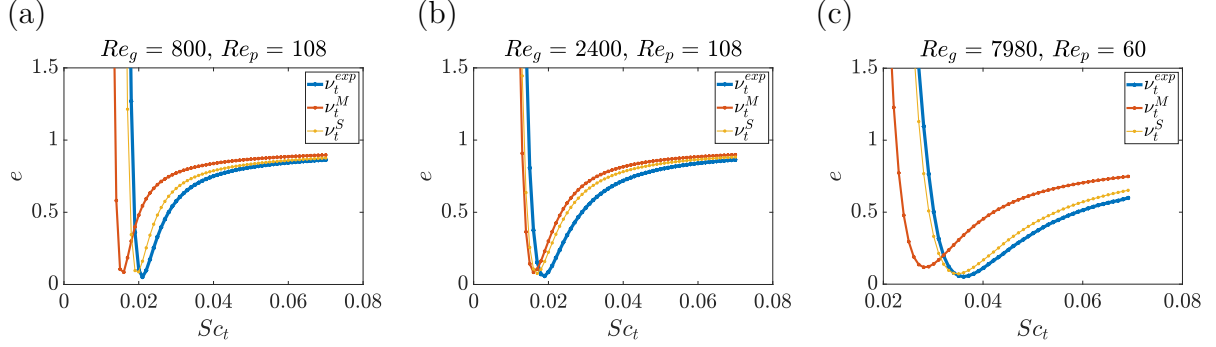 (a)
Re_g = 800, Re_p = 108
1.5
1
0.5
0
e
0
0.02
0.04
0.06
0.08
Sc_t
ν_t^{exp}
ν_t^M
ν_t^S
(b)
Re_g = 2400, Re_p = 108
1.5
1
0.5
0
e
0
0.02
0.04
0.06
0.08
Sc_t
ν_t^{exp}
ν_t^M
ν_t^S
(c)
Re_g = 7980, Re_p = 60
1.5
1
0.5
0
e
0.02
0.04
0.06
0.08
Sc_t
ν_t^{exp}
ν_t^M
ν_t^S